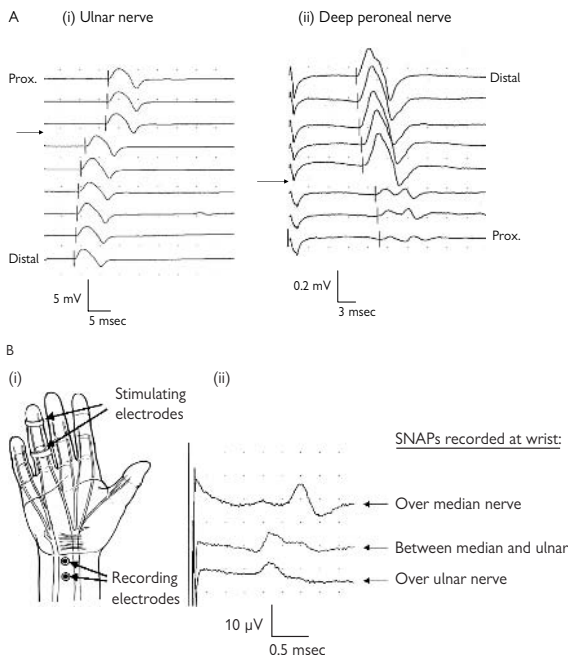 A
(i) Ulnar nerve
(ii) Deep peroneal nerve
Prox.
Distal
Distal
Prox.
5 mV
5 msec
0.2 mV
3 msec
B
(i)
(ii)
Stimulating
electrodes
Recording
electrodes
SNAPs recorded at wrist:
Over median nerve
Between median and ulnar
Over ulnar nerve
10 µV
0.5 msec